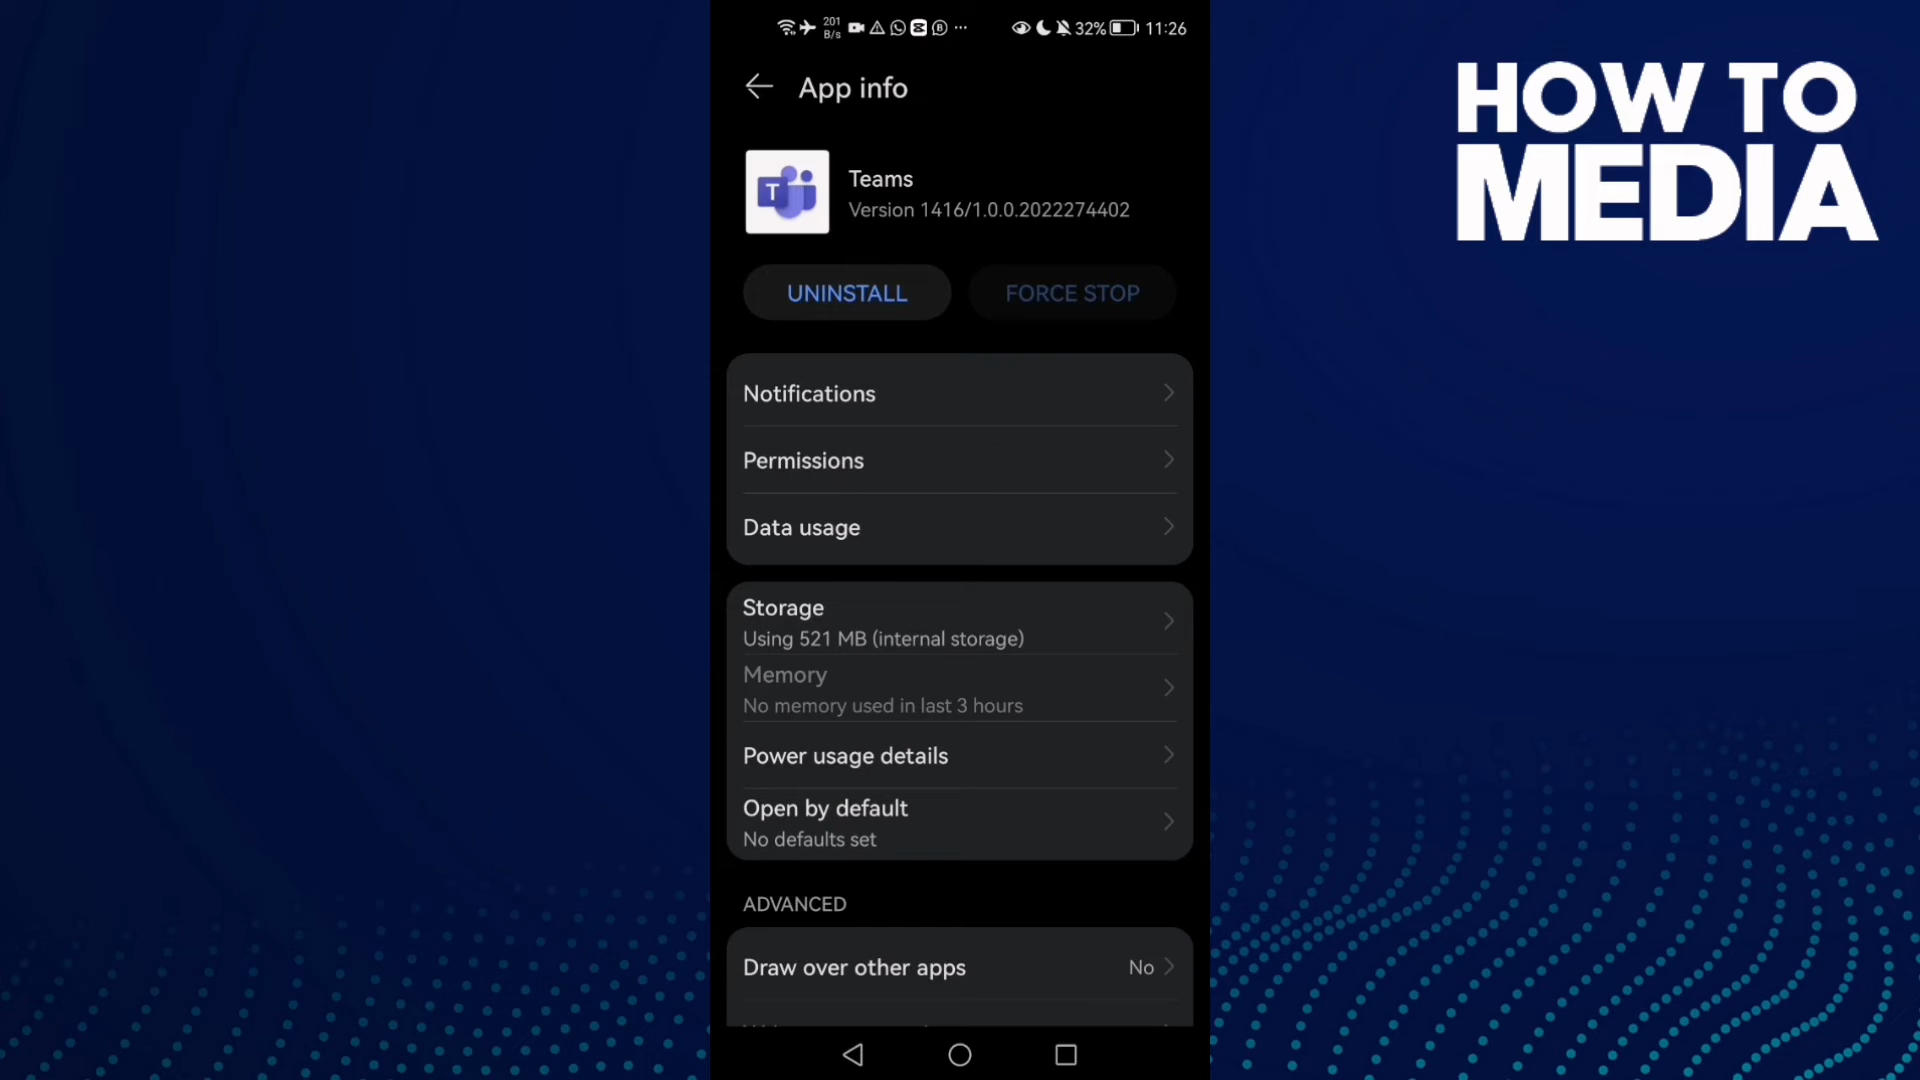 201
B/s
32%
11:26
App info
HOW TO
MEDIA
T
Teams
Version 1416/1.0.0.2022274402
UNINSTALL
FORCE STOP
Notifications
Permissions
Data usage
Storage
Using 521 MB (internal storage)
Memory
No memory used in last 3 hours
Power usage details
Open by default
No defaults set
ADVANCED
Draw over other apps
No